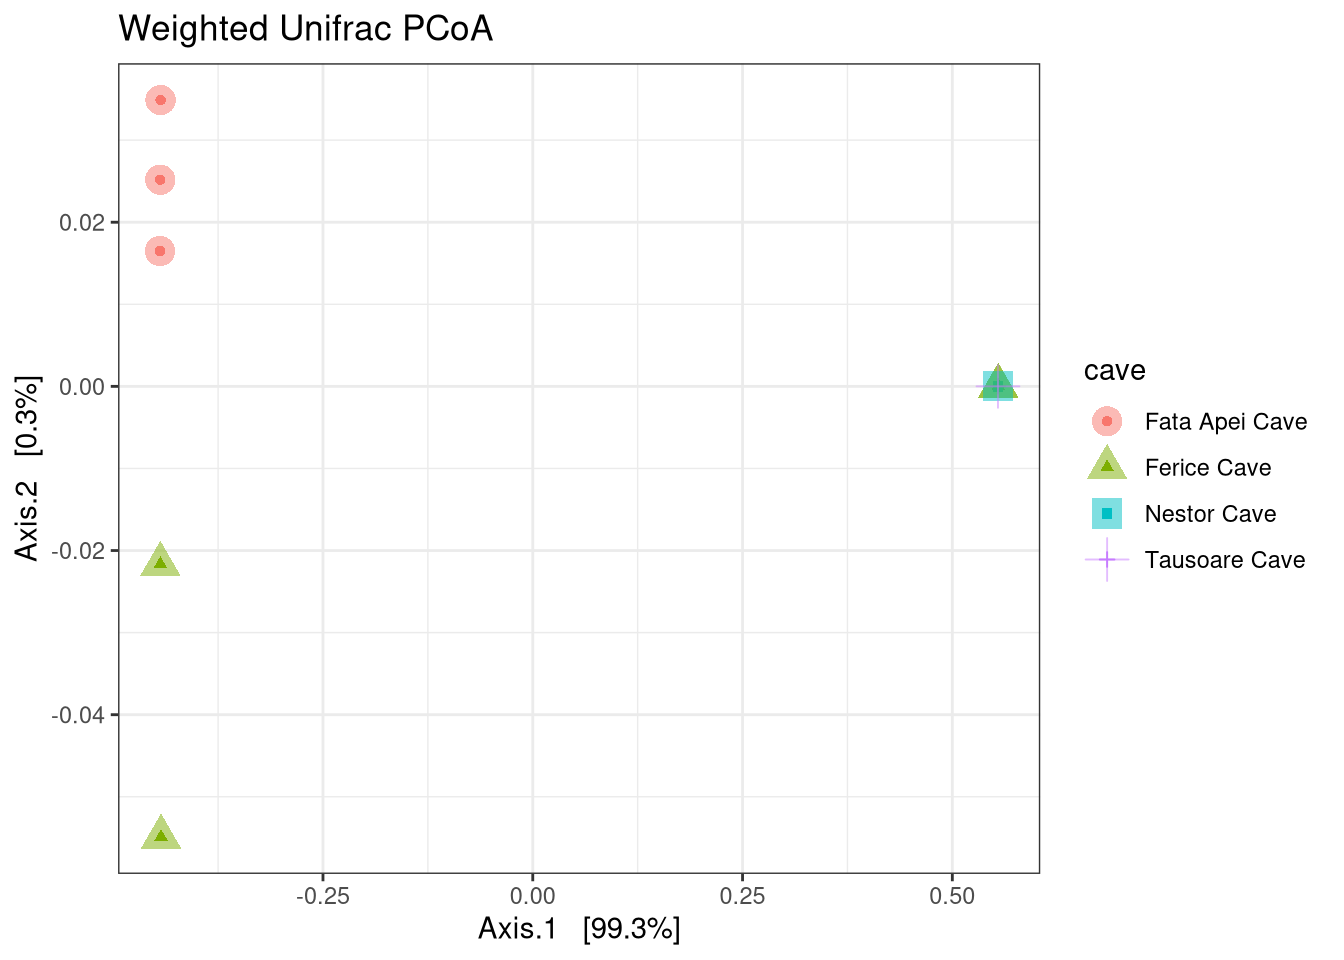 Weighted Unifrac PCoA
0.02
0.00
-0.02
-0.04
Axis.2 [0.3%]
-0.25 0.00 0.25 0.50
Axis.1 [99.3%]
cave
Fata Apei Cave
Ferice Cave
Nestor Cave
Tausoare Cave